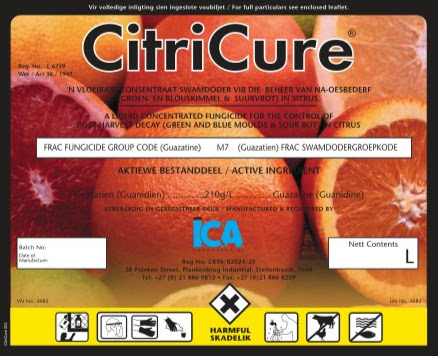 Vir volledige inligting sien ingeslote voubiljet / For full particulars see enclosed leaflet.
CitriCure®
Reg. No.: L 6739
Wet / Act 36 / 1947
'N VLOEIBARE KONSENTRAAT SWAMDODER VIR DIE BEHEER VAN NA-OESBEDERF
(GROEN- EN BLOUSKIMMEL & SUURVROT) IN SITRUS
A LIQUID CONCENTRATED FUNGICIDE FOR THE CONTROL OF
POST-HARVEST DECAY (GREEN AND BLUE MOULDS & SOUR ROT) IN CITRUS
FRAC FUNGICIDE GROUP CODE (Guazatine) M7 (Guazatine) FRAC SWAMDODERGROEPKODE
AKTIEWE BESTANDDEEL / ACTIVE INGREDIENT
Guazatien (Guanidien) .............210g/L .............Guazatine (Guanidine)
VERVAARDIG EN GEREGISTREER DEUR / MANUFACTURED & REGISTERED BY
ICA
Reg No. CK96/02024/23
28 Franken Street, Plankenbrug Industrial, Stellenbosch, 7600
Tel: +27 (0) 21 886 9812 • Fax: +27 (0)21 886 8209
Batch No:
Date of
Manufacture:
Nett Contents
L
VN No. 3082
UN No. 3082
HARMFUL
SKADELIK